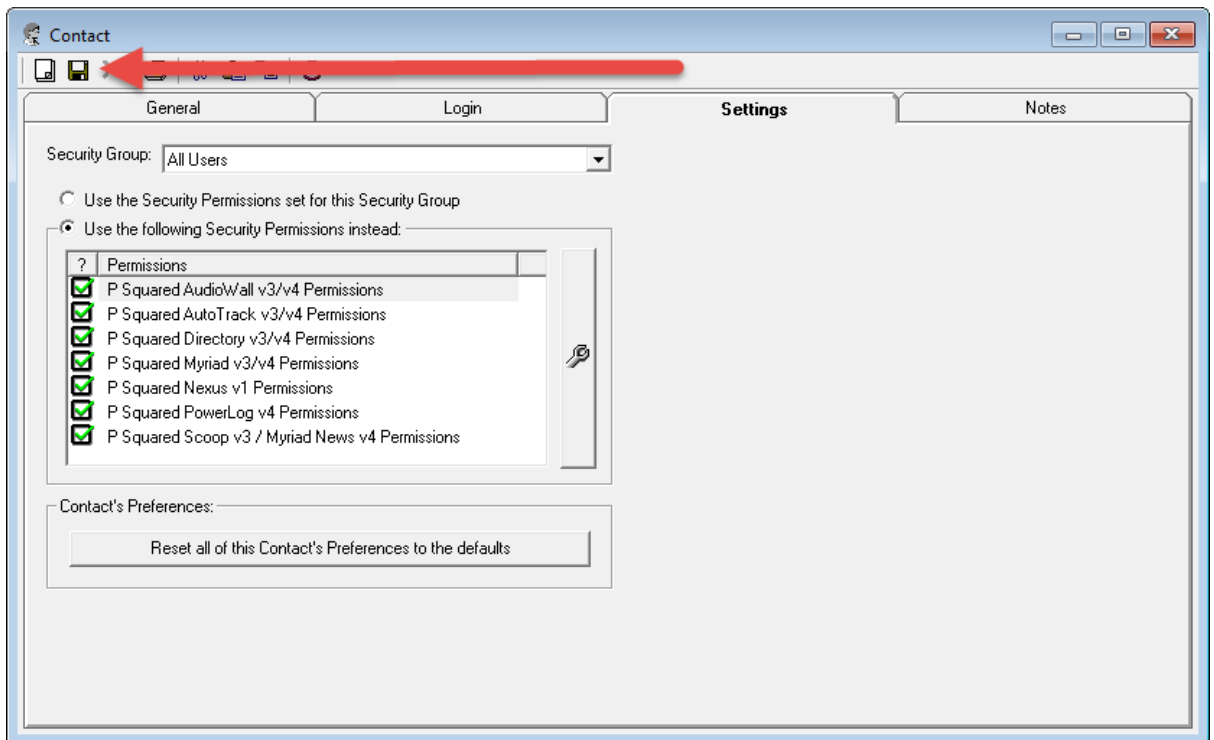 Contact
General Login Settings Notes
Security Group: All Users
Use the Security Permissions set for this Security Group
Use the following Security Permissions instead:
? Permissions
P Squared AudioWall v3/v4 Permissions
P Squared AutoTrack v3/v4 Permissions
P Squared Directory v3/v4 Permissions
P Squared Myriad v3/v4 Permissions
P Squared Nexus v1 Permissions
P Squared PowerLog v4 Permissions
P Squared Scoop v3 / Myriad News v4 Permissions
Contact's Preferences:
Reset all of this Contact's Preferences to the defaults